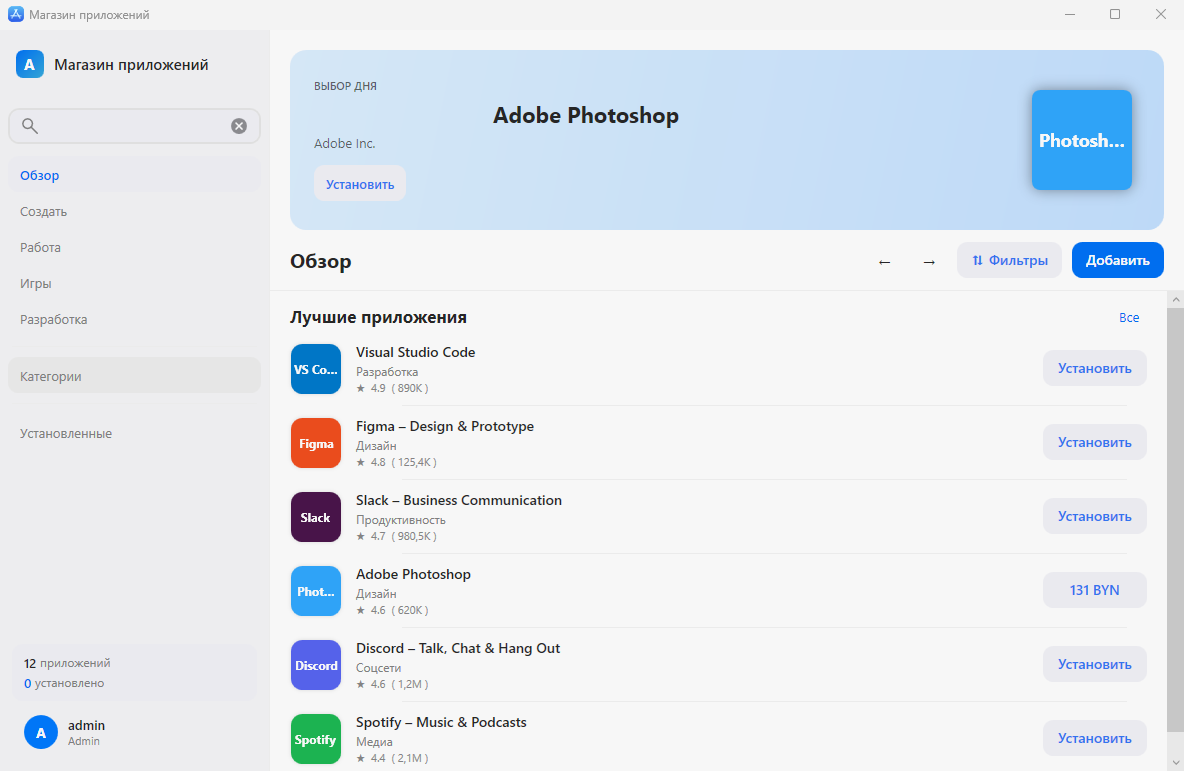 Магазин приложений
A
Магазин приложений
Обзор
Создать
Работа
Игры
Разработка
Категории
Установленные
12 приложений
0 установлено
A
admin
Admin
ВЫБОР ДНЯ
Adobe Photoshop
Adobe Inc.
Установить
Photosh...
Обзор
← → ⇅ Фильтры Добавить
Лучшие приложения
Все
VS Co...
Visual Studio Code
Разработка
★ 4.9 ( 890K )
Установить
Figma
Figma – Design & Prototype
Дизайн
★ 4.8 ( 125,4K )
Установить
Slack
Slack – Business Communication
Продуктивность
★ 4.7 ( 980,5K )
Установить
Phot...
Adobe Photoshop
Дизайн
★ 4.6 ( 620K )
131 BYN
Discord
Discord – Talk, Chat & Hang Out
Соцсети
★ 4.6 ( 1,2M )
Установить
Spotify
Spotify – Music & Podcasts
Медиа
★ 4.4 ( 2,1M )
Установить